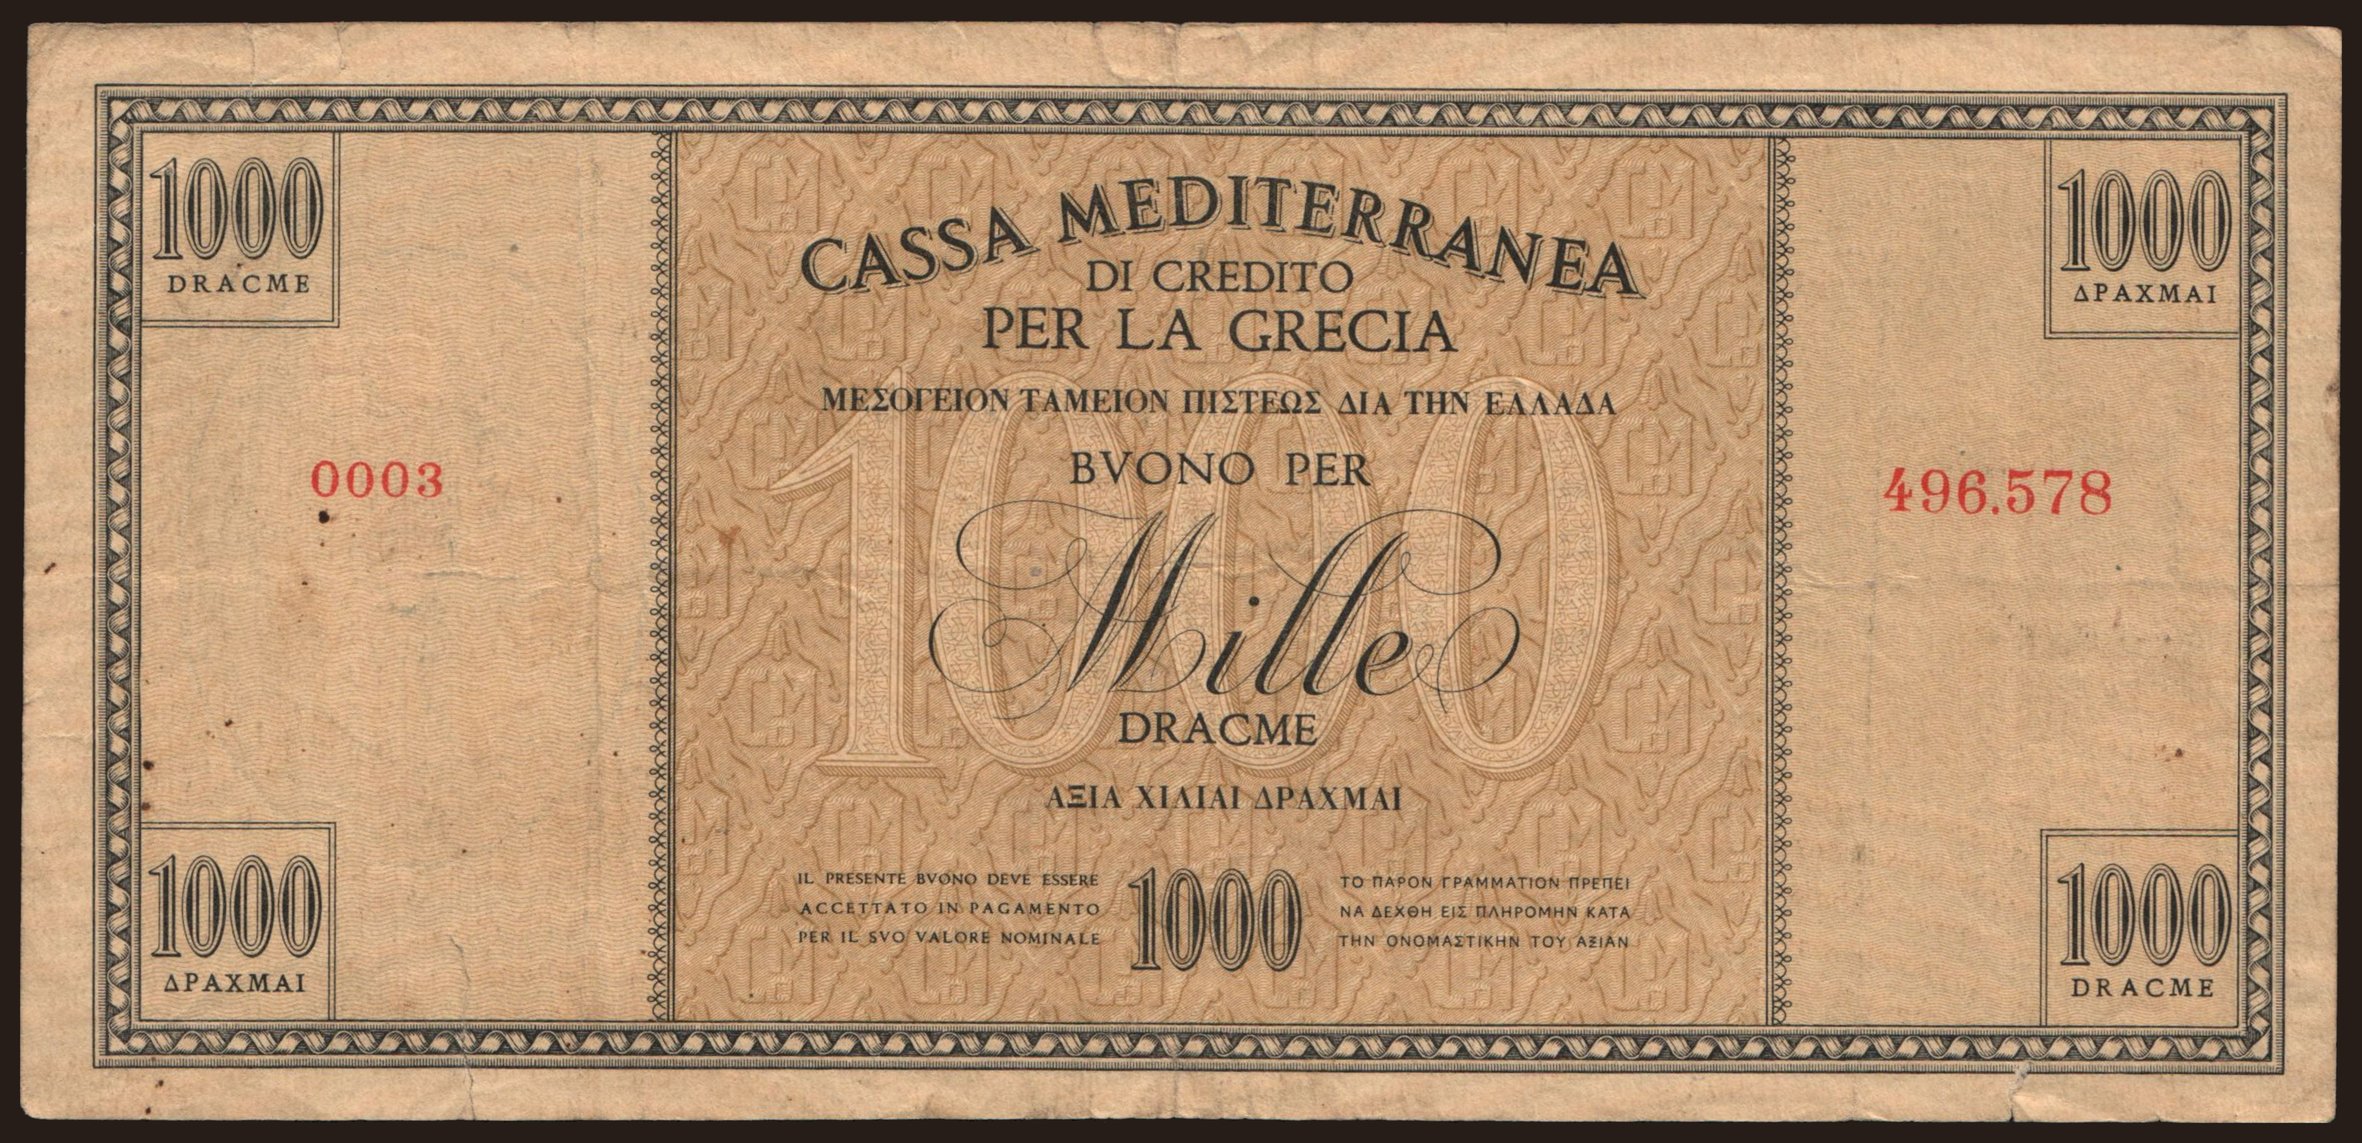 1000
DRACME
1000
ΔΡΑΧΜΑΙ
CASSA MEDITERRANEA
DI CREDITO
PER LA GRECIA
ΜΕΣΟΓΕΙΟΝ ΤΑΜΕΙΟΝ ΠΙΣΤΕΩΣ ΔΙΑ ΤΗΝ ΕΛΛΑΔΑ
1000
BVONO PER
0003
496.578
Mille
DRACME
ΑΞΙΑ ΧΙΛΙΑΙ ΔΡΑΧΜΑΙ
IL PRESENTE BVONO DEVE ESSERE
ACCETTATO IN PAGAMENTO
PER IL SVO VALORE NOMINALE
1000
ΤΟ ΠΑΡΟΝ ΓΡΑΜΜΑΤΙΟΝ ΠΡΕΠΕΙ
ΝΑ ΔΕΧΘΗ ΕΙΣ ΠΛΗΡΟΜΗΝ ΚΑΤΑ
ΤΗΝ ΟΝΟΜΑΣΤΙΚΗΝ ΤΟΥ ΑΞΙΑΝ
1000
ΔΡΑΧΜΑΙ
1000
DRACME